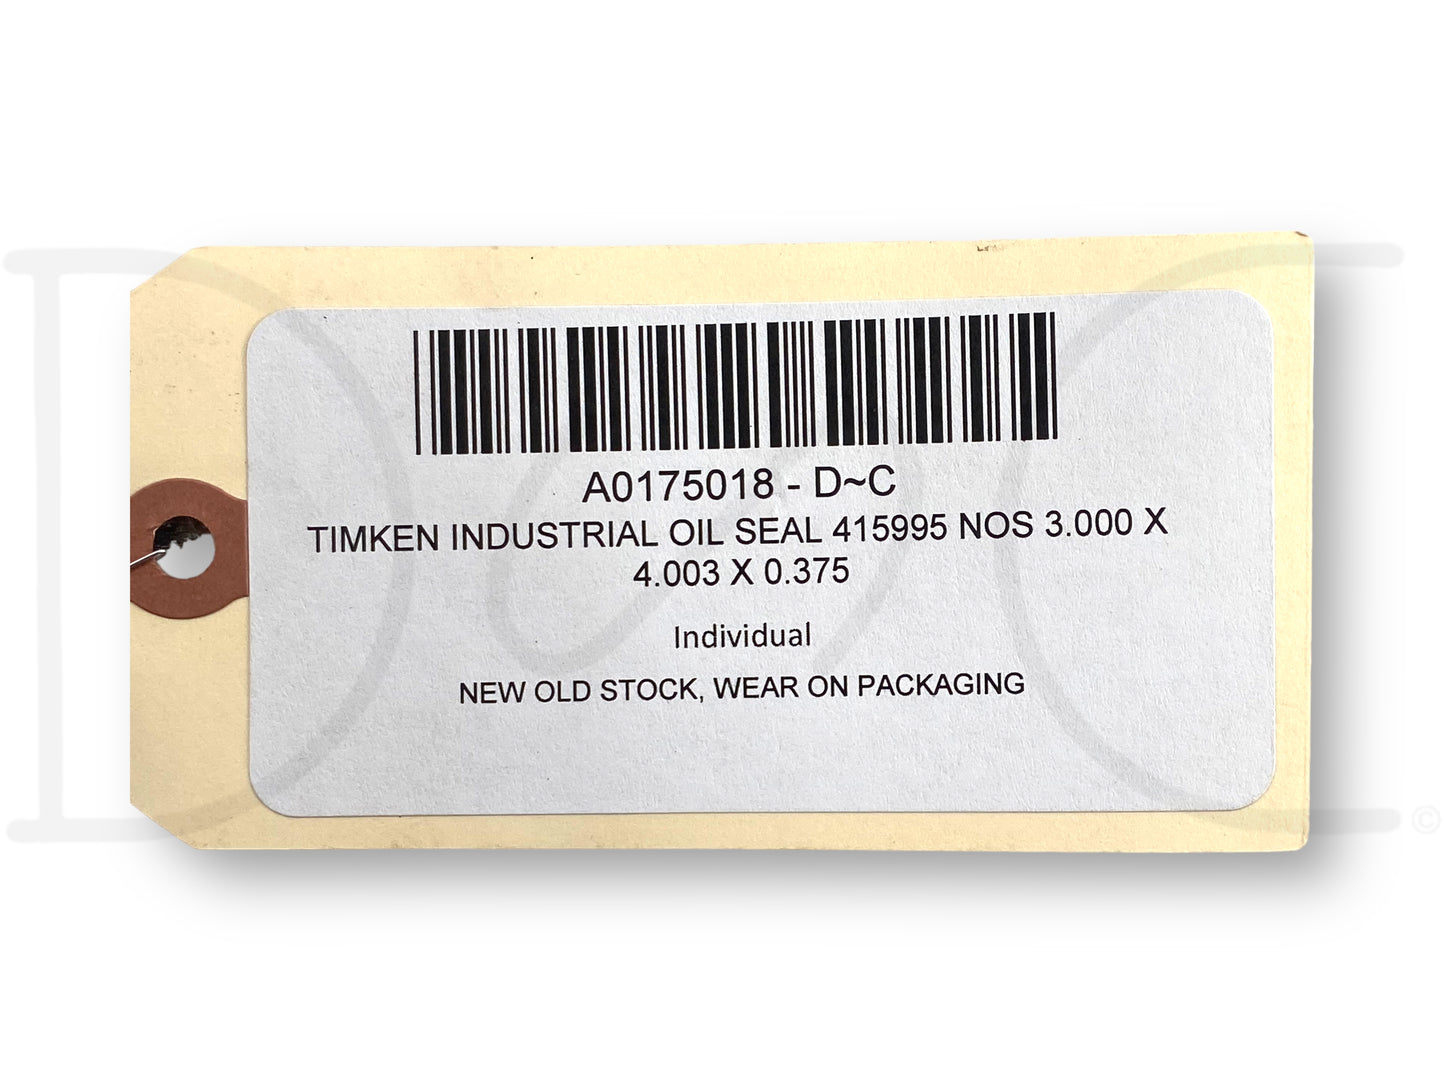 A0175018 - D~C
TIMKEN INDUSTRIAL OIL SEAL 415995 NOS 3.000 X
4.003 X 0.375
Individual
NEW OLD STOCK, WEAR ON PACKAGING
D~C
©